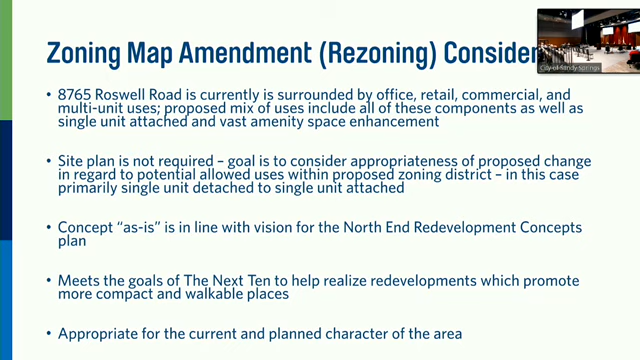 Zoning Map Amendment (Rezoning) Consider
City of Sandy Springs
• 8765 Roswell Road is currently is surrounded by office, retail, commercial, and
multi-unit uses; proposed mix of uses include all of these components as well as
single unit attached and vast amenity space enhancement
• Site plan is not required – goal is to consider appropriateness of proposed change
in regard to potential allowed uses within proposed zoning district – in this case
primarily single unit detached to single unit attached
• Concept “as-is” is in line with vision for the North End Redevelopment Concepts
plan
• Meets the goals of The Next Ten to help realize redevelopments which promote
more compact and walkable places
• Appropriate for the current and planned character of the area